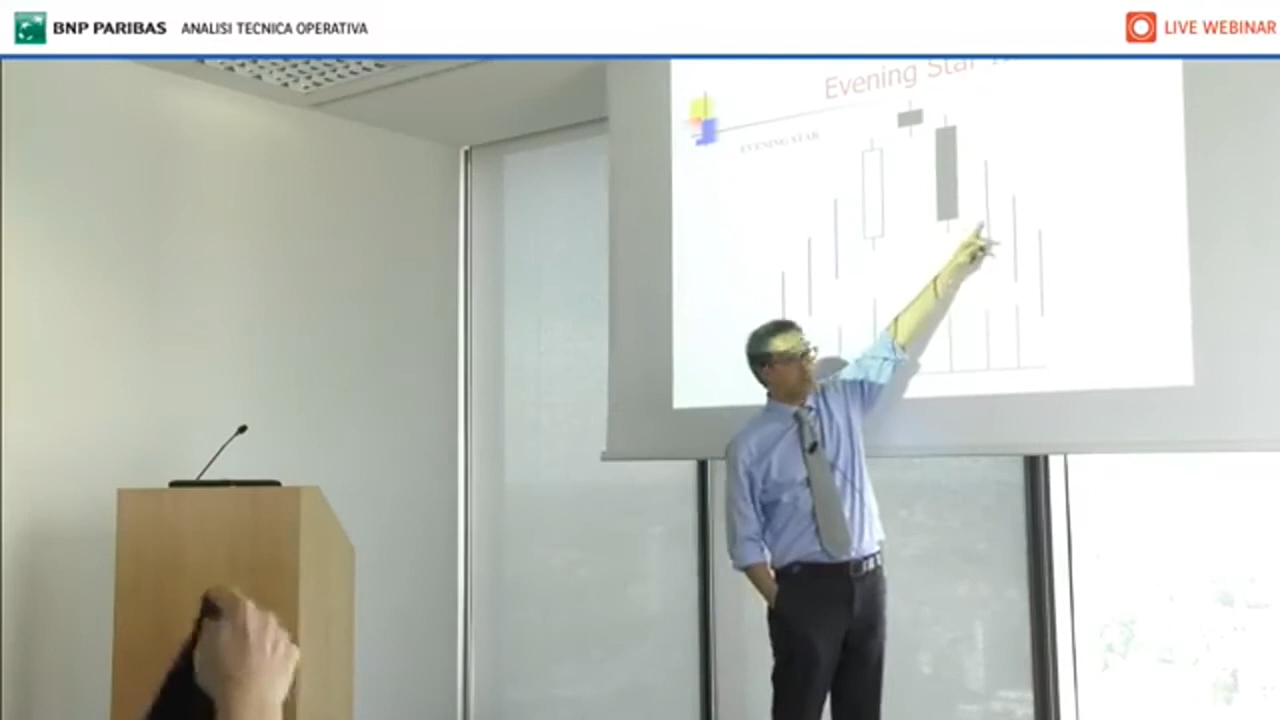 BNP PARIBAS ANALISI TECNICA OPERATIVA
LIVE WEBINAR
Evening Star
EVENING STAR